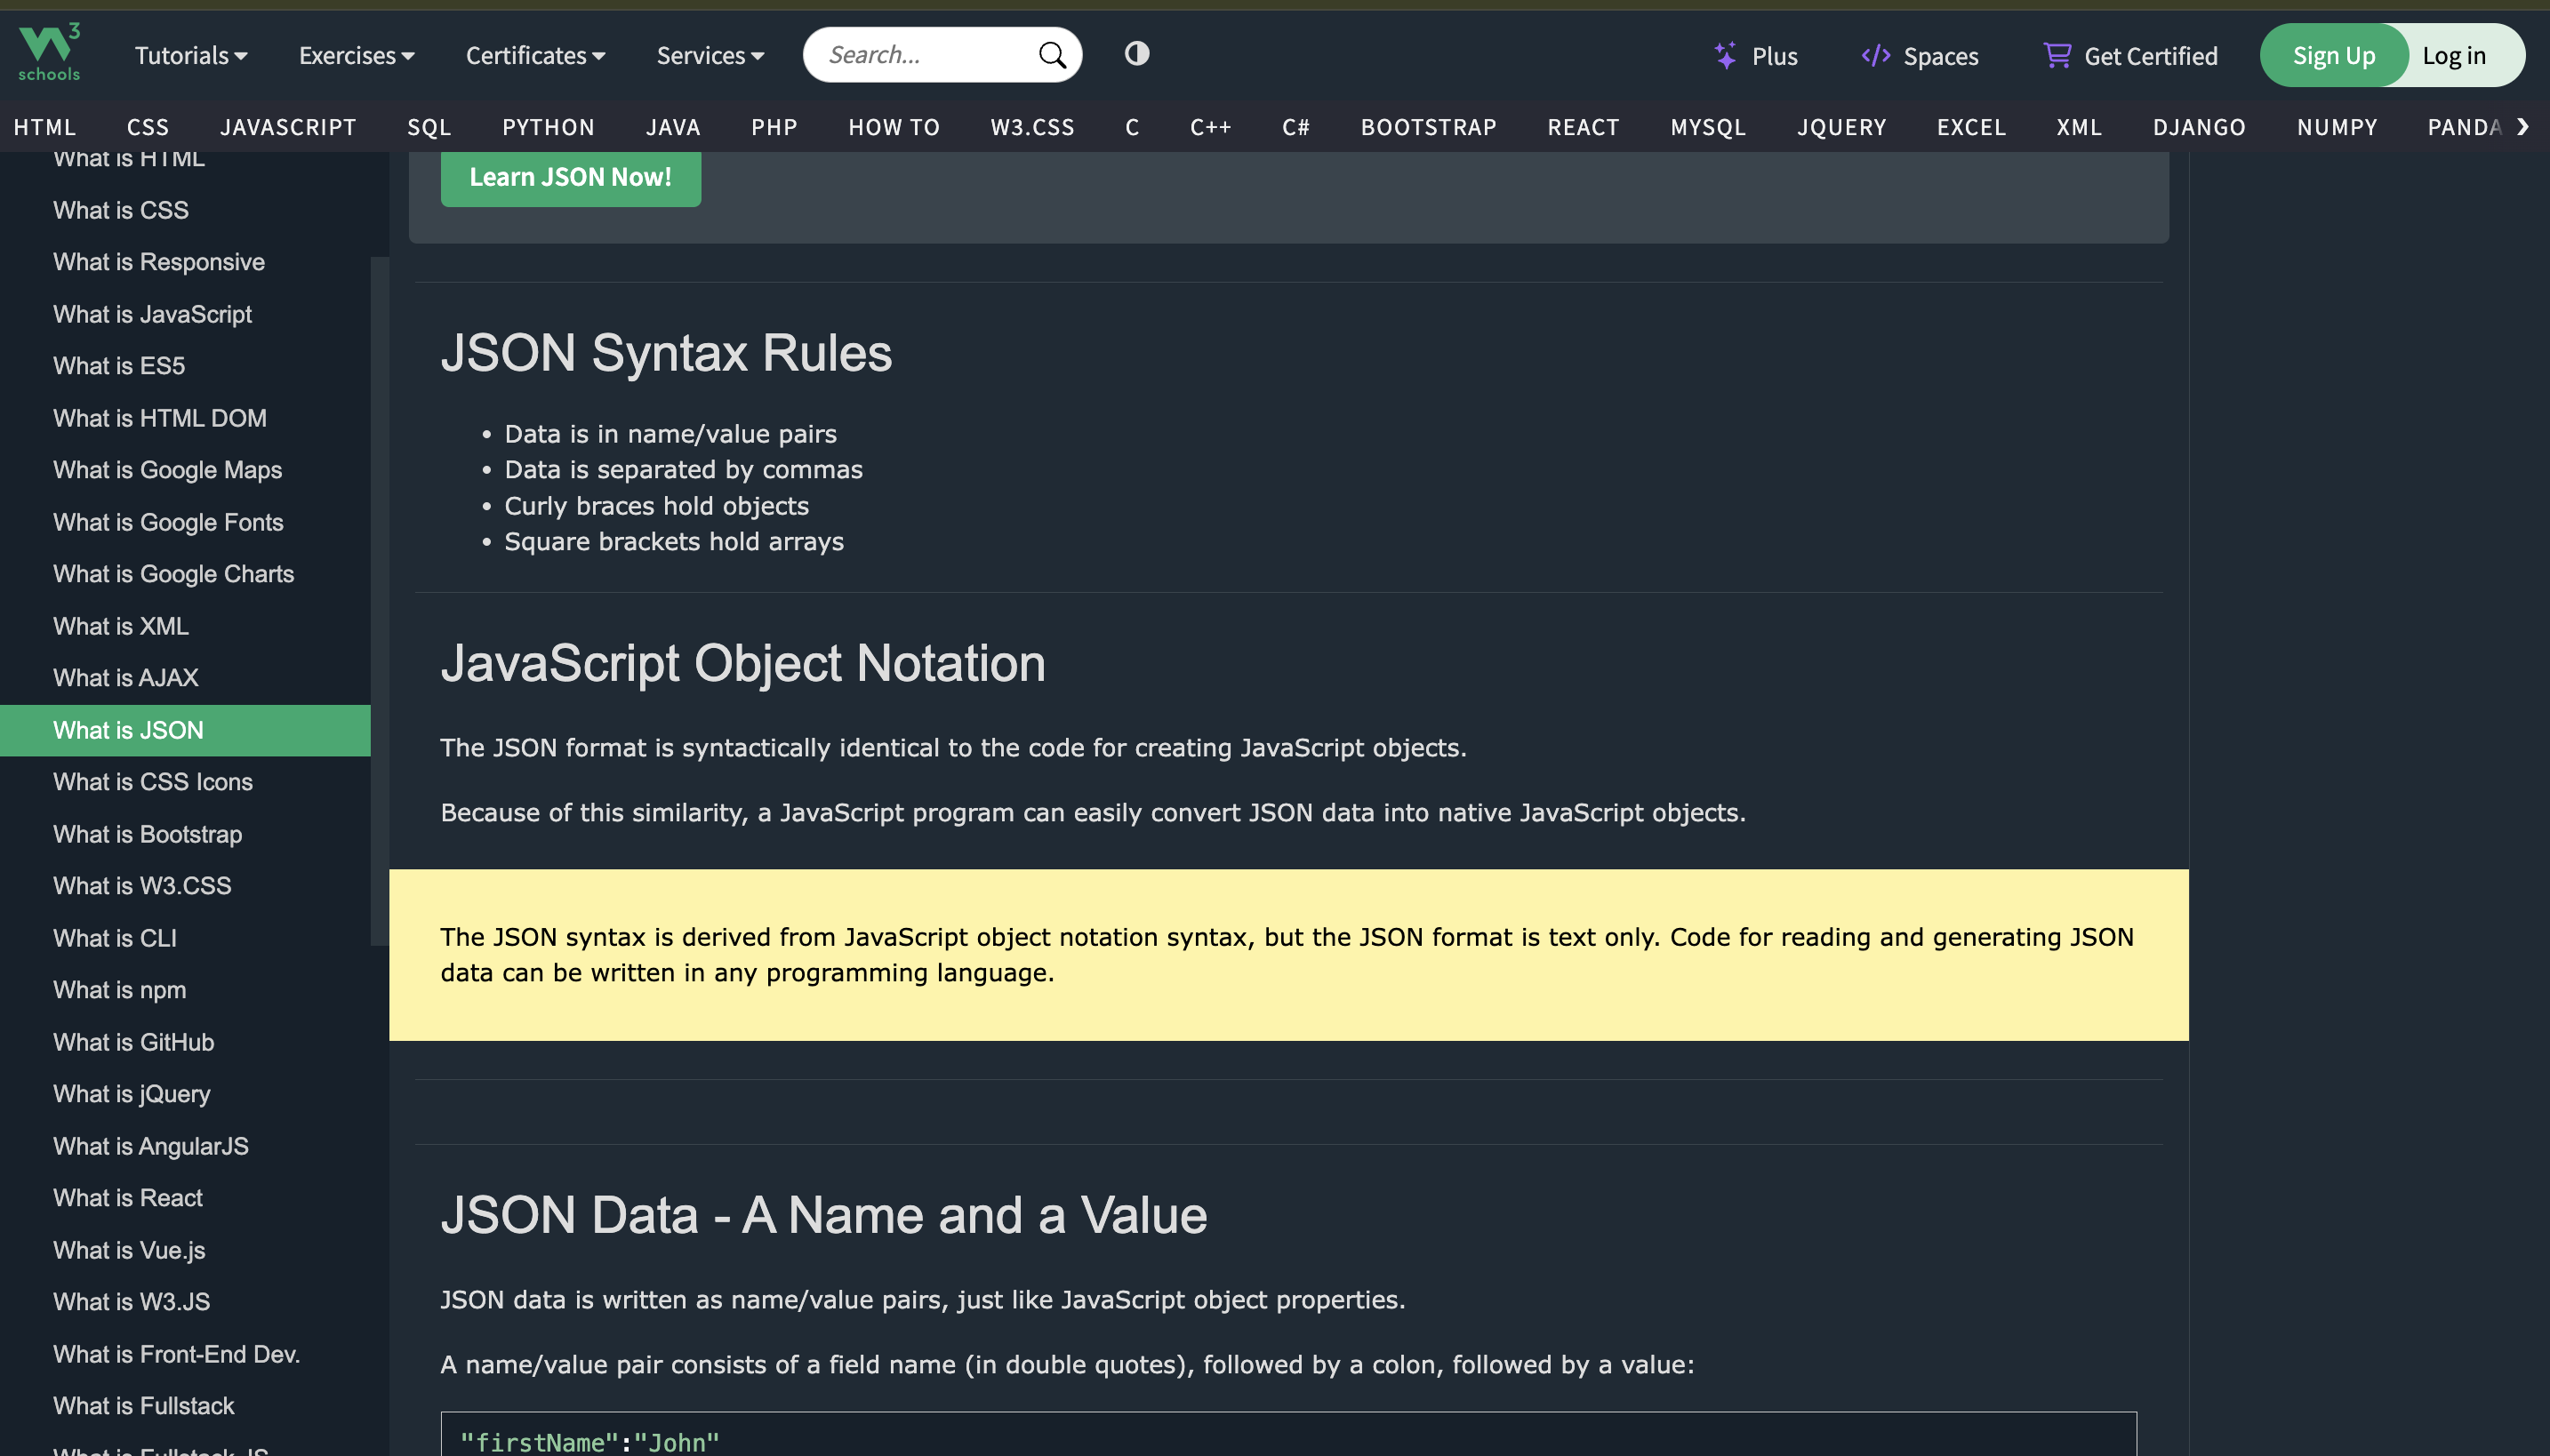 W3 schools
Tutorials Exercises Certificates Services Search... Plus </> Spaces Get Certified Sign Up Log in
HTML CSS JAVASCRIPT SQL PYTHON JAVA PHP HOW TO W3.CSS C C++ C# BOOTSTRAP REACT MYSQL JQUERY EXCEL XML DJANGO NUMPY PANDA
What is HTML
What is CSS
What is Responsive
What is JavaScript
What is ES5
What is HTML DOM
What is Google Maps
What is Google Fonts
What is Google Charts
What is XML
What is AJAX
What is JSON
What is CSS Icons
What is Bootstrap
What is W3.CSS
What is CLI
What is npm
What is GitHub
What is jQuery
What is AngularJS
What is React
What is Vue.js
What is W3.JS
What is Front-End Dev.
What is Fullstack
What is Fullstack JS
Learn JSON Now!
JSON Syntax Rules
• Data is in name/value pairs
• Data is separated by commas
• Curly braces hold objects
• Square brackets hold arrays
JavaScript Object Notation
The JSON format is syntactically identical to the code for creating JavaScript objects.
Because of this similarity, a JavaScript program can easily convert JSON data into native JavaScript objects.
The JSON syntax is derived from JavaScript object notation syntax, but the JSON format is text only. Code for reading and generating JSON
data can be written in any programming language.
JSON Data - A Name and a Value
JSON data is written as name/value pairs, just like JavaScript object properties.
A name/value pair consists of a field name (in double quotes), followed by a colon, followed by a value:
"firstName":"John"